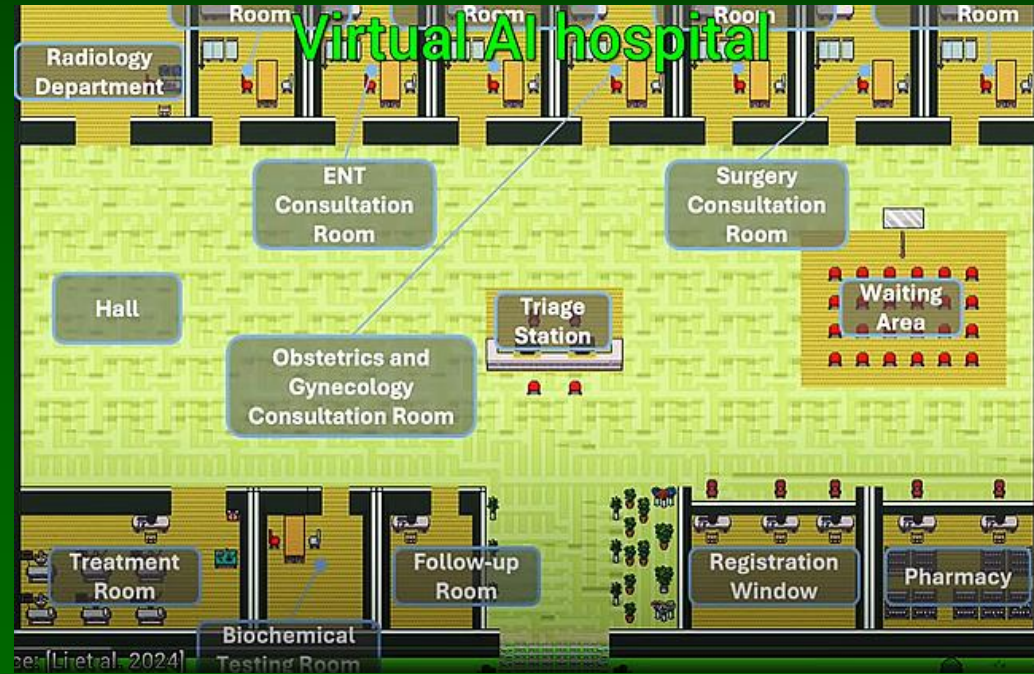 Room
Room
Room
Room
Virtual AI hospital
Radiology
Department
ENT
Consultation
Room
Surgery
Consultation
Room
Hall
Triage
Station
Waiting
Area
Obstetrics and
Gynecology
Consultation Room
Treatment
Room
Follow-up
Room
Registration
Window
Pharmacy
Biochemical
Testing Room
ce: [Li et al. 2024]